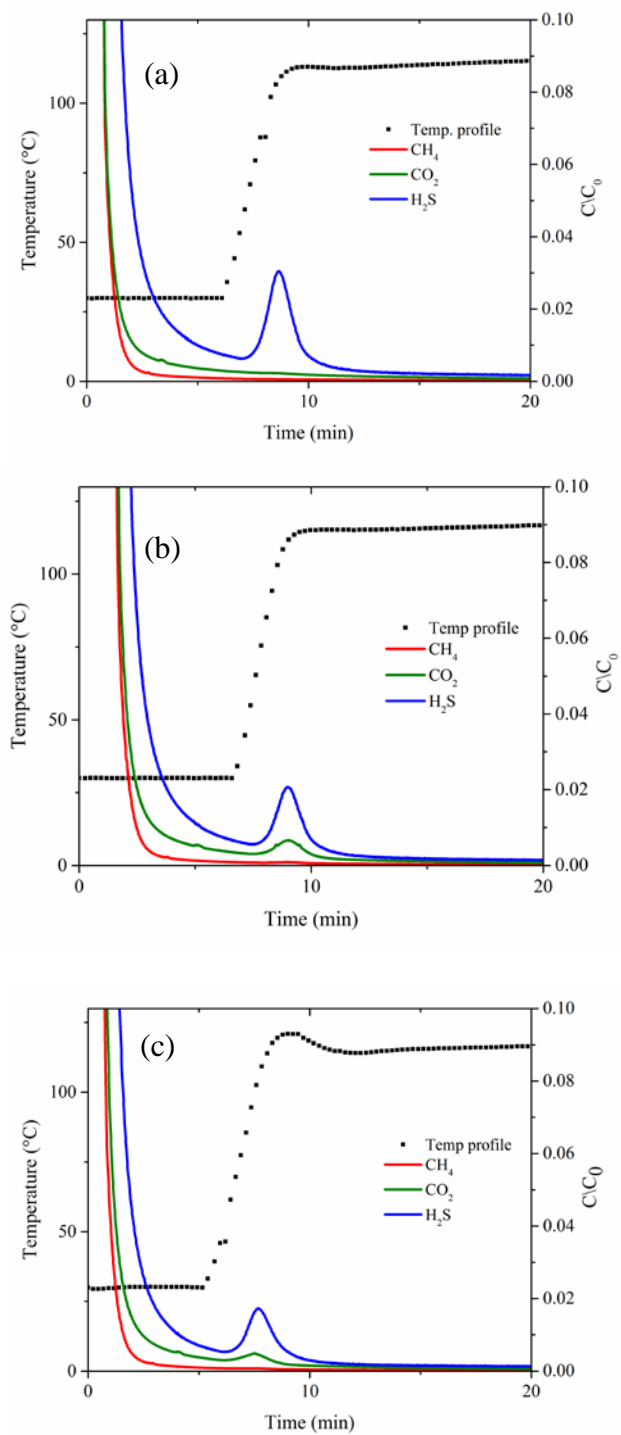 (a)
Temperature (°C)
100
50
0
0.10
0.08
0.06
0.04
0.02
0.00
C\C₀
Temp. profile
CH₄
CO₂
H₂S
0 10 20
Time (min)
(b)
Temperature (°C)
100
50
0
0.10
0.08
0.06
0.04
0.02
0.00
C\C₀
Temp profile
CH₄
CO₂
H₂S
0 10 20
Time (min)
(c)
Temperature (°C)
100
50
0
0.10
0.08
0.06
0.04
0.02
0.00
C\C0
Temp profile
CH₄
CO₂
H₂S
0 10 20
Time (min)